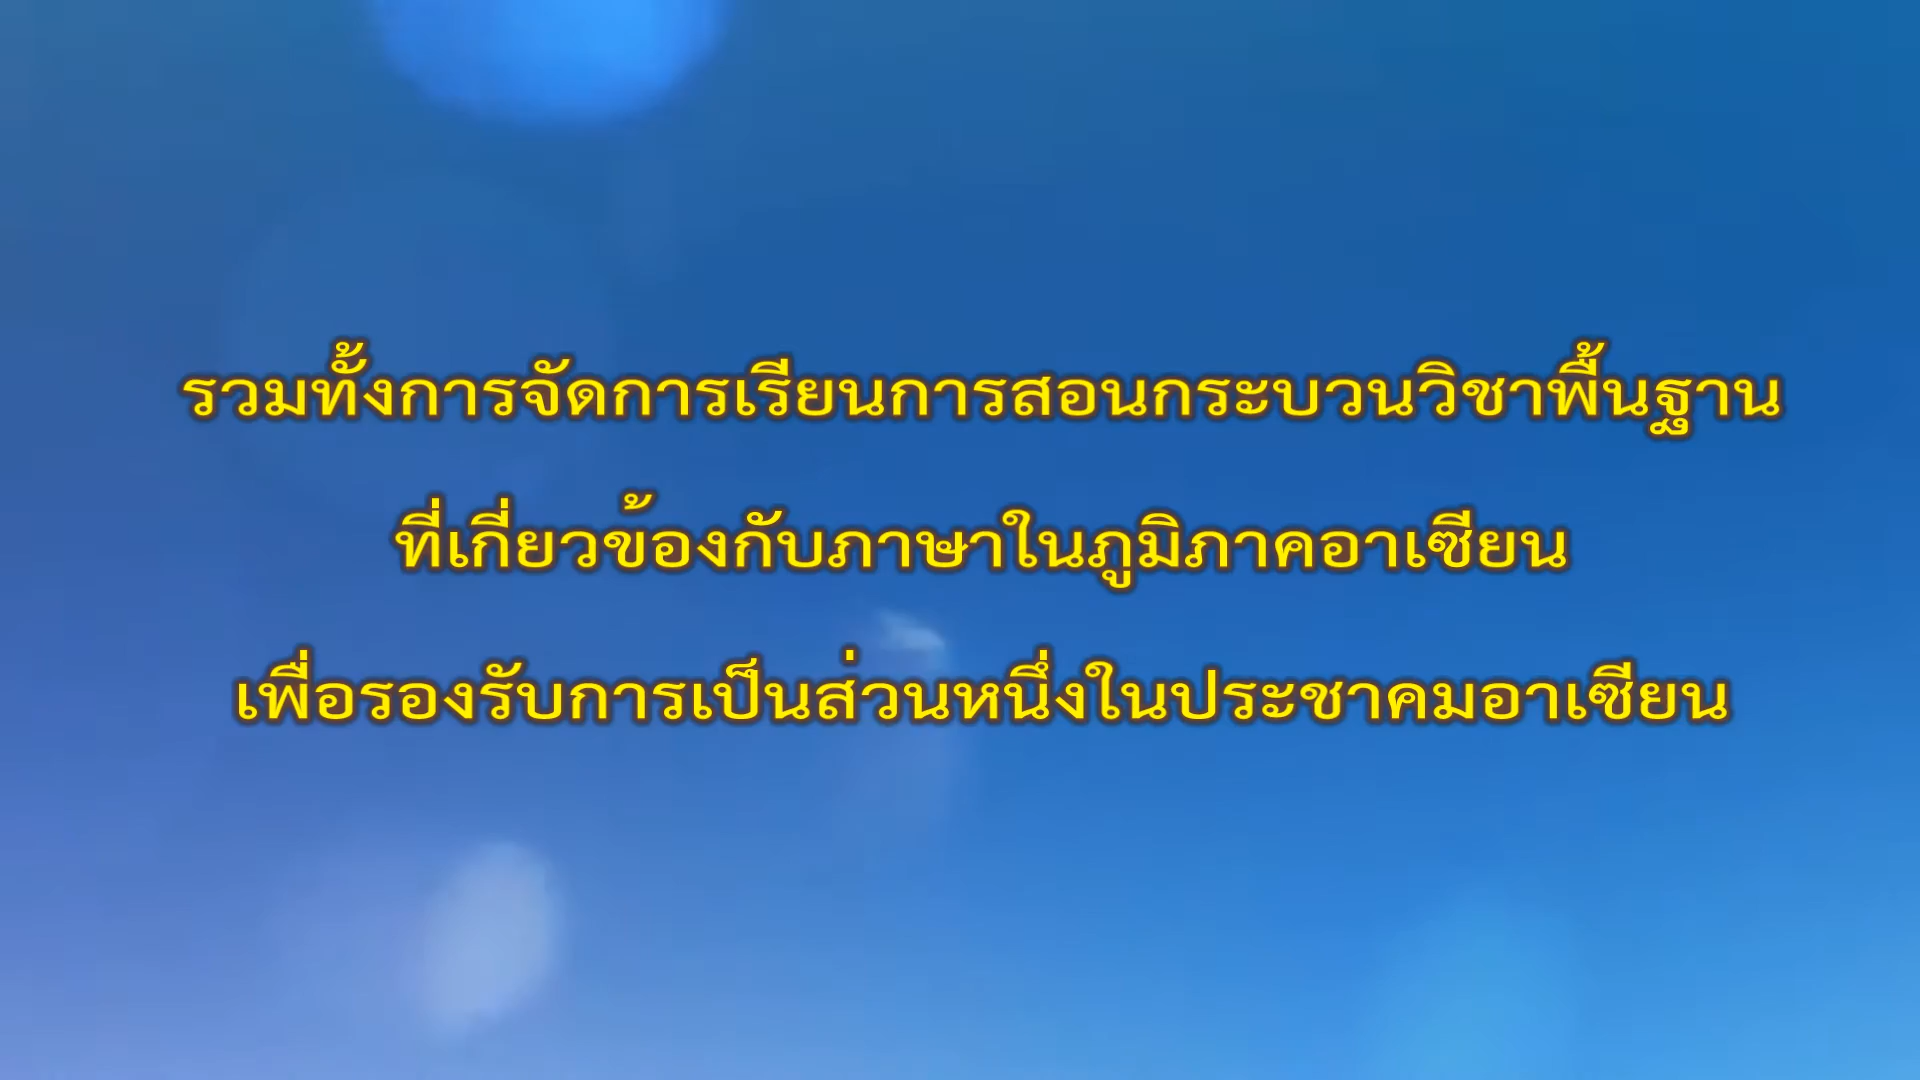 รวมทั้งการจัดการเรียนการสอนกระบวนวิชาพื้นฐาน
ที่เกี่ยวข้องกับภาษาในภูมิภาคอาเซียน
เพื่อรองรับการเป็นส่วนหนึ่งในประชาคมอาเซียน